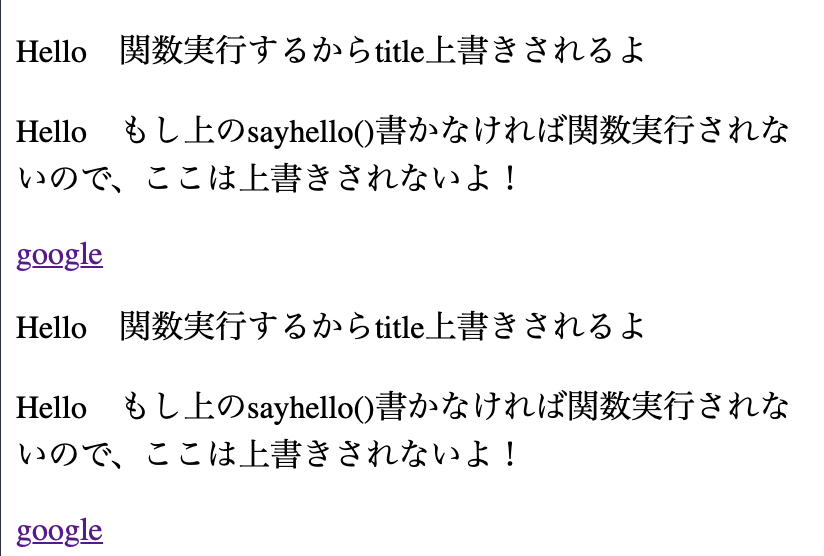 Hello　関数実行するからtitle上書きされるよ
Hello　もし上のsayhello()書かなければ関数実行されな
いので、ここは上書きされないよ！
google
Hello　関数実行するからtitle上書きされるよ
Hello　もし上のsayhello()書かなければ関数実行されな
いので、ここは上書きされないよ！
google